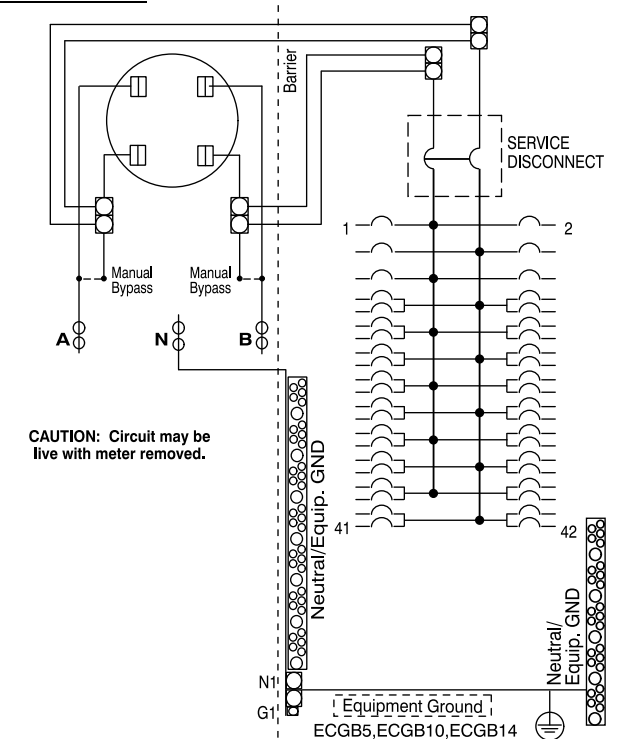 Barrier
SERVICE
DISCONNECT
1
2
Manual
Bypass
Manual
Bypass
A
N
B
CAUTION: Circuit may be
live with meter removed.
Neutral/Equip. GND
41
42
Neutral/
Equip. GND
N1
G1
Equipment Ground
ECGB5,ECGB10,ECGB14